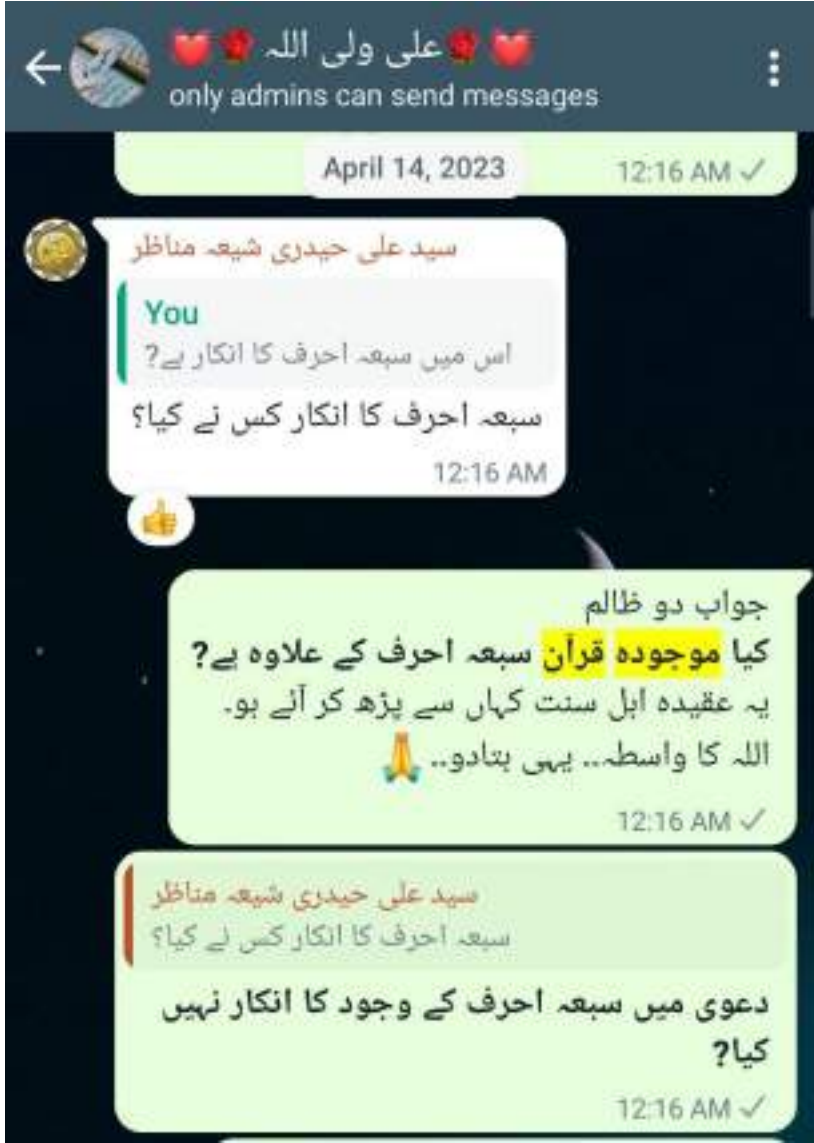 علی ولی اللہ
only admins can send messages
April 14, 2023
12:16 AM
سید علی حیدری شیعہ مناظر
You
اس میں سبعہ احرف کا انکار ہے?
سبعہ احرف کا انکار کس نے کیا؟
12:16 AM
جواب دو ظالم
کیا موجودہ قرآن سبعہ احرف کے علاوہ ہے?
یہ عقیدہ اہل سنت کہاں سے پڑھ کر آئے ہو۔
اللہ کا واسطہ.. یہی بتادو..
12:16 AM
سید علی حیدری شیعہ مناظر
سبعہ احرف کا انکار کس نے کیا؟
دعوی میں سبعہ احرف کے وجود کا انکار نہیں
کیا?
12:16 AM